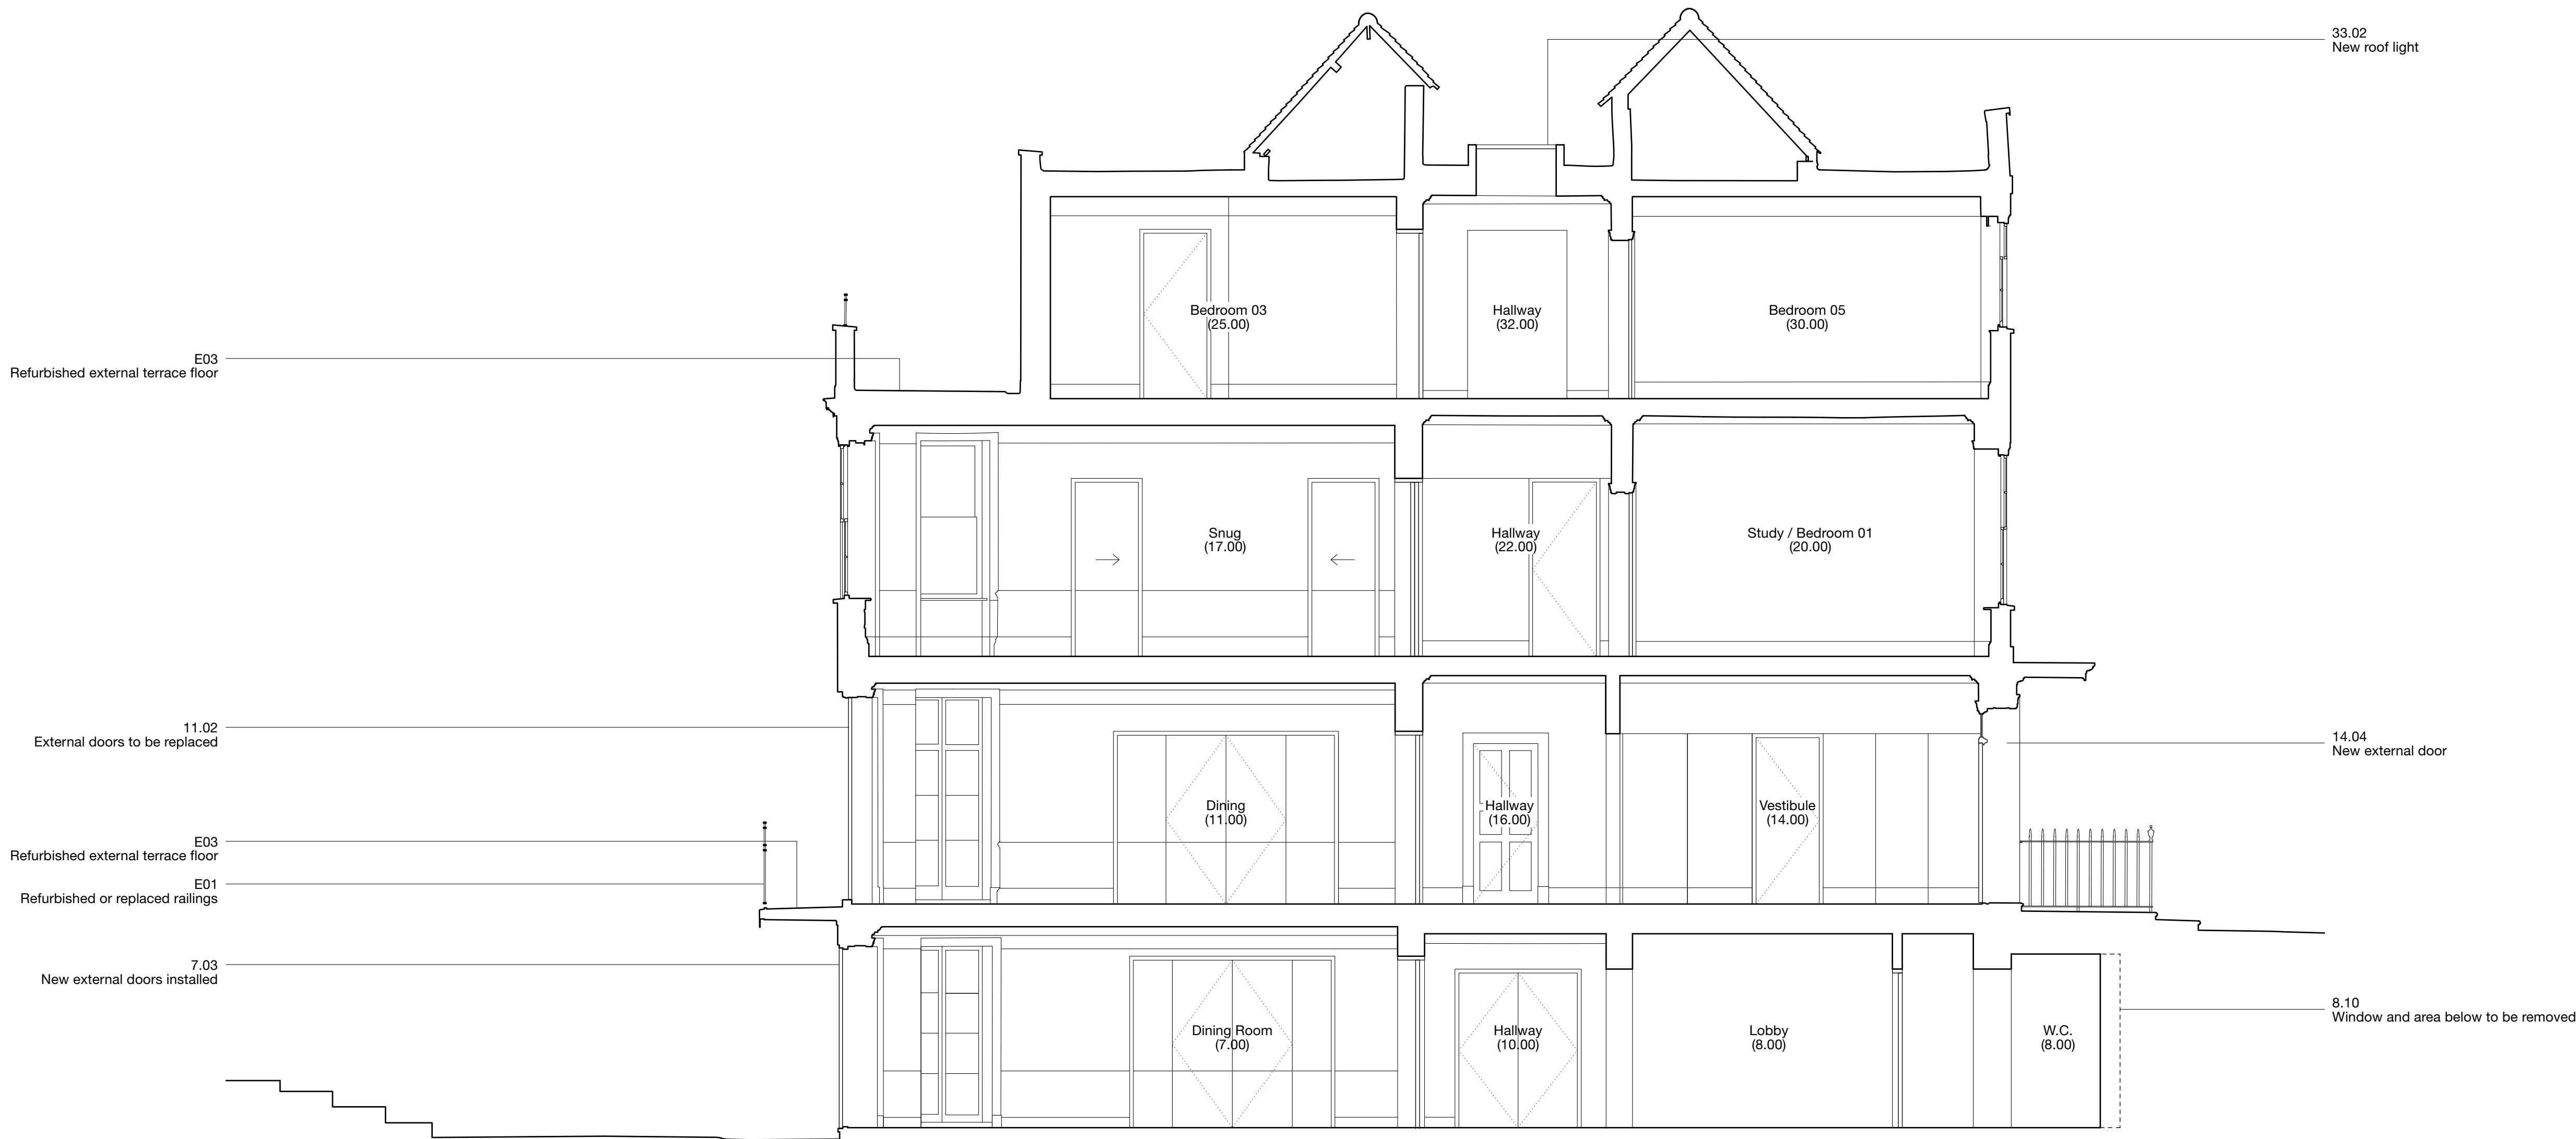 33.02
New roof light
Bedroom 03
(25.00)
Hallway
(32.00)
Bedroom 05
(30.00)
E03
Refurbished external terrace floor
Snug
(17.00)
Hallway
(22.00)
Study / Bedroom 01
(20.00)
11.02
External doors to be replaced
14.04
New external door
Dining
(11.00)
Hallway
(16.00)
Vestibule
(14.00)
E03
Refurbished external terrace floor
E01
Refurbished or replaced railings
7.03
New external doors installed
8.10
Window and area below to be removed
Dining Room
(7.00)
Hallway
(10.00)
Lobby
(8.00)
W.C.
(8.00)